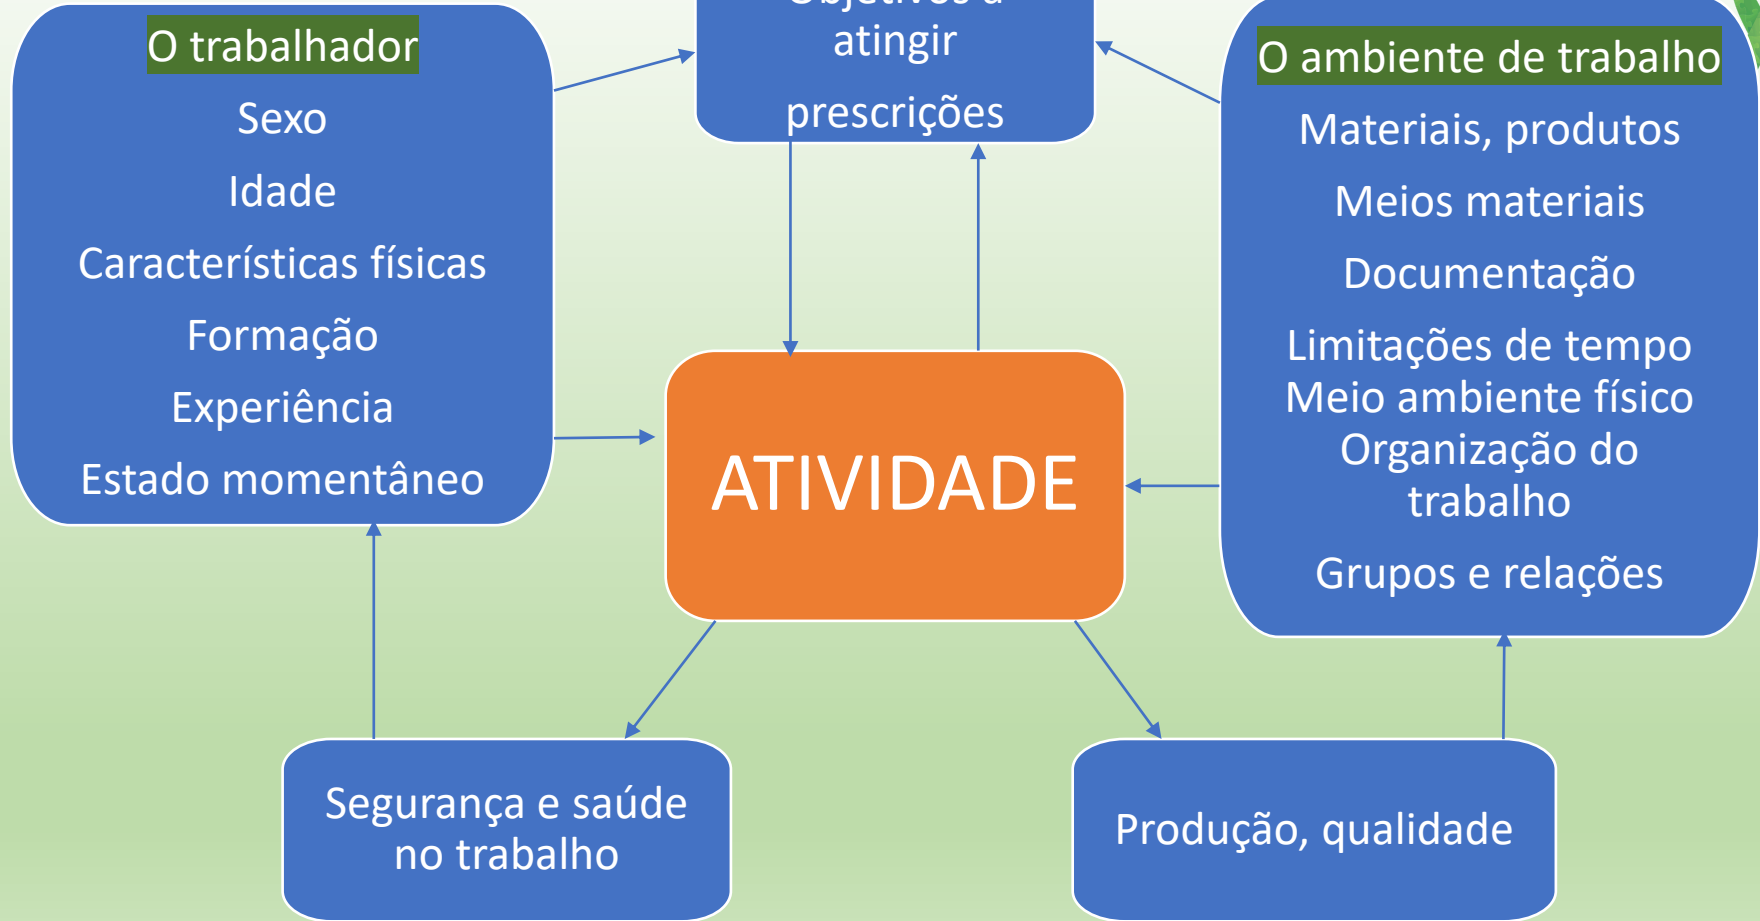 O trabalhador
Sexo
Idade
Características físicas
Formação
Experiência
Estado momentâneo
Objetivos a
atingir
prescrições
O ambiente de trabalho
Materiais, produtos
Meios materiais
Documentação
Limitações de tempo
Meio ambiente físico
Organização do
trabalho
Grupos e relações
ATIVIDADE
Segurança e saúde
no trabalho
Produção, qualidade